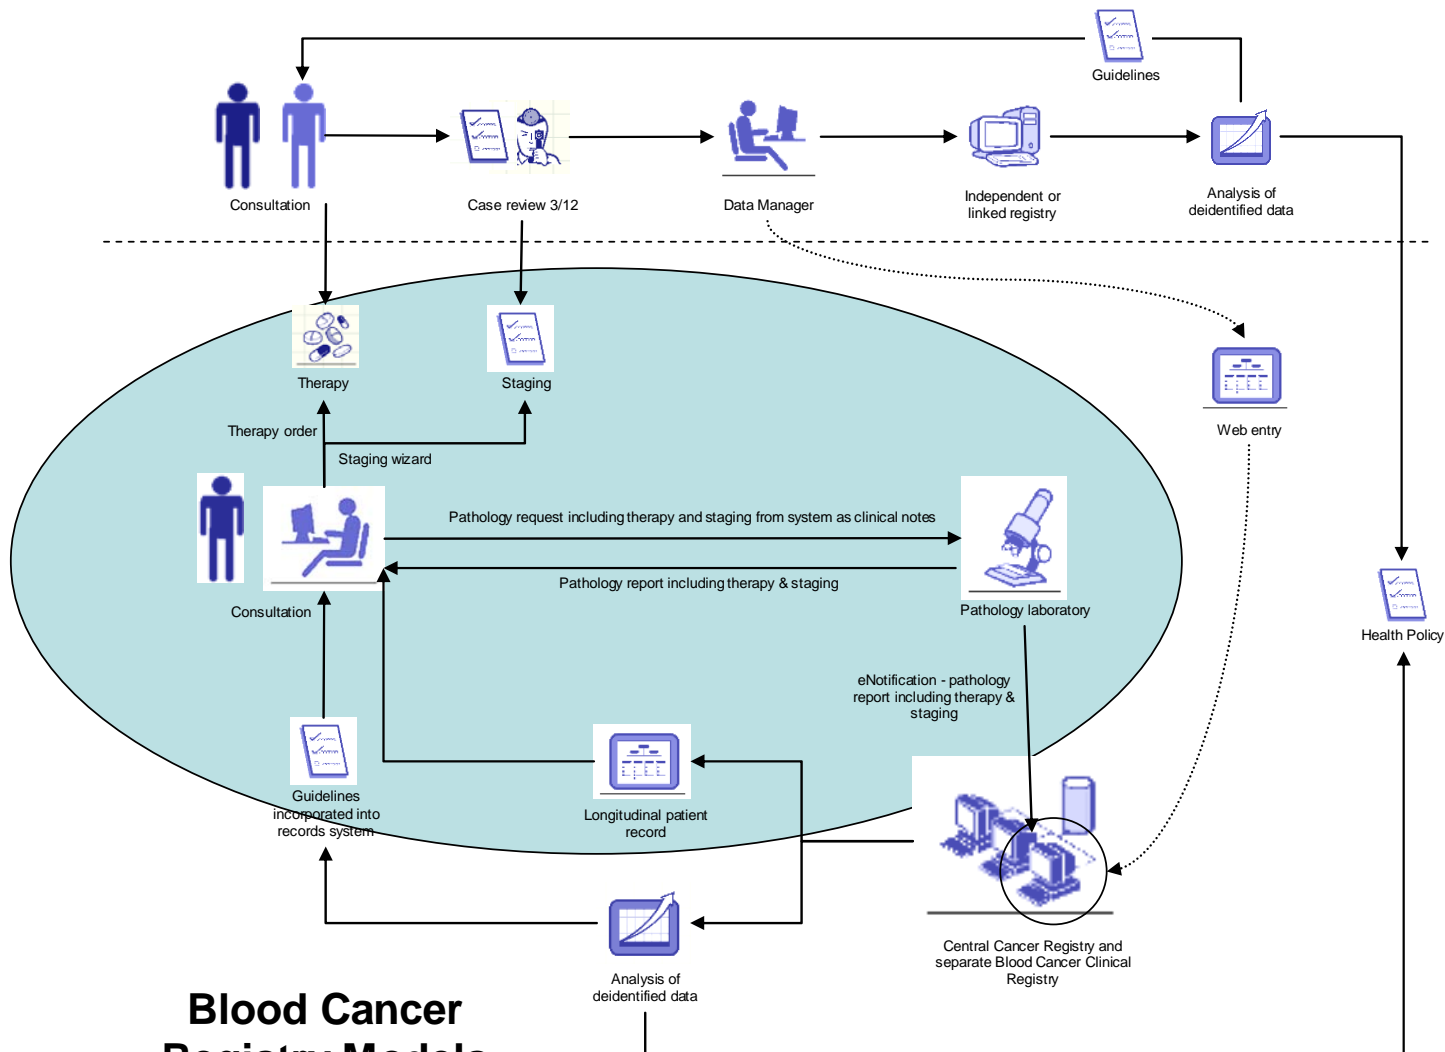 Guidelines
Consultation
Case review 3/12
Data Manager
Independent or
linked registry
Analysis of
deidentified data
Therapy
Staging
Therapy order
Staging wizard
Web entry
Pathology request including therapy and staging from system as clinical notes
Pathology report including therapy & staging
Consultation
Pathology laboratory
Health Policy
eNotification - pathology
report including therapy &
staging
Guidelines
incorporated into
records system
Longitudinal patient
record
Central Cancer Registry and
separate Blood Cancer Clinical
Registry
Analysis of
deidentified data
Blood Cancer
Registry Models